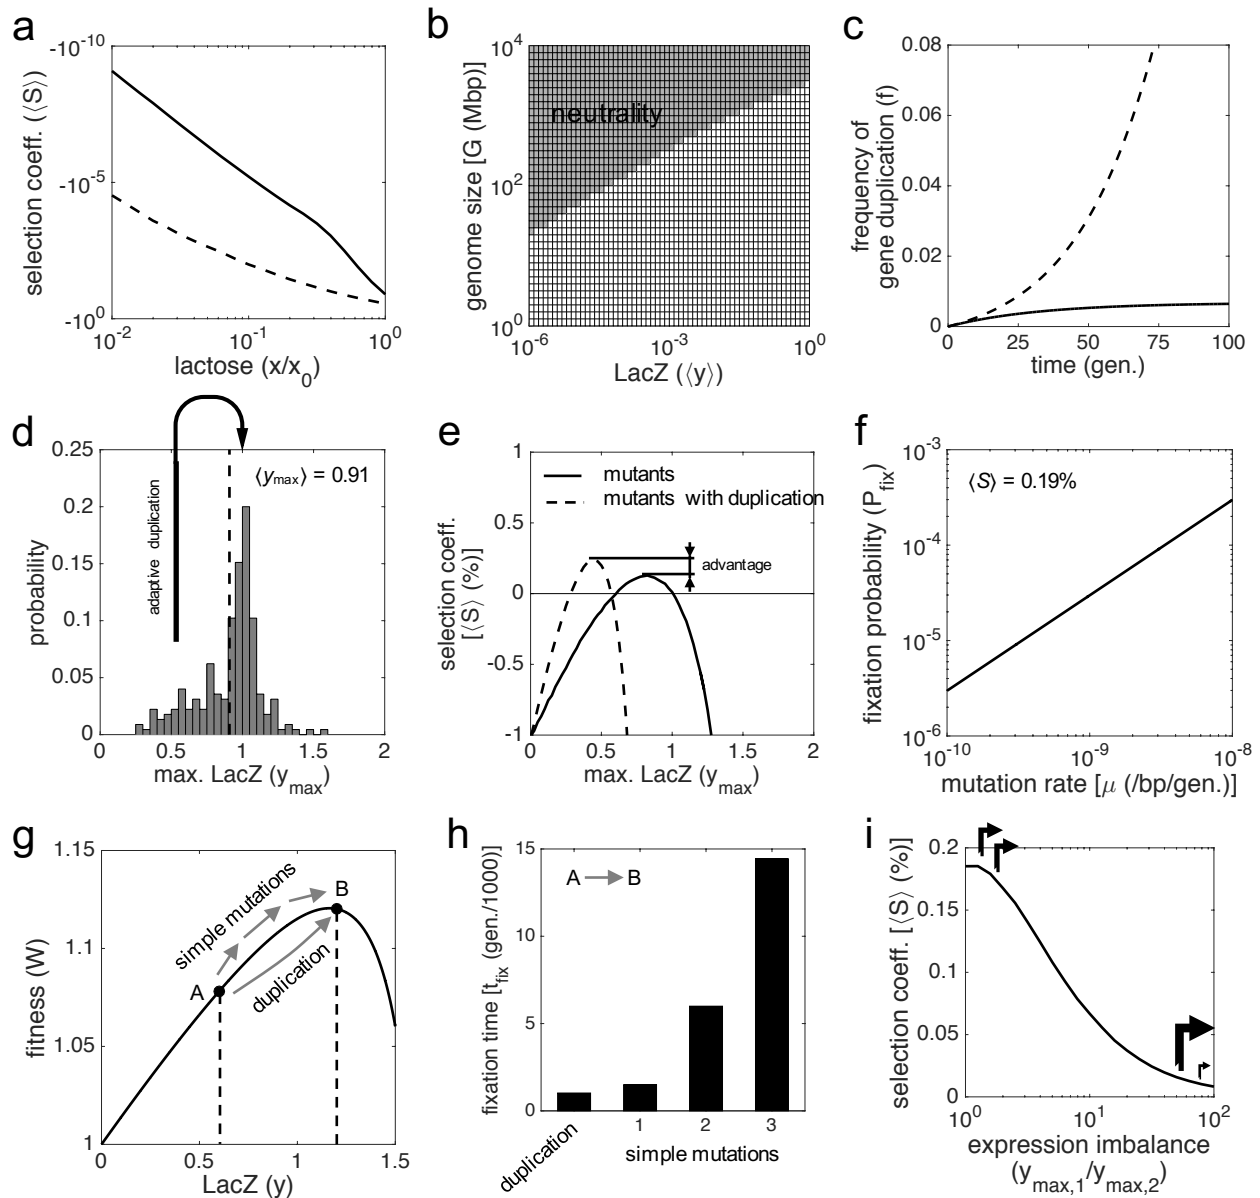 a
-10^-10
-10^-5
-10^0
selection coeff. (⟨S⟩)
10^-2
10^-1
10^0
lactose (x/x_0)
b
10^4
10^2
10^0
genome size [G (Mbp)]
neutrality
10^-6
10^-3
10^0
LacZ (⟨y⟩)
c
0.08
0.06
0.04
0.02
0
frequency of
gene duplication (f)
0
25
50
75
100
time (gen.)
d
0.25
0.2
0.15
0.1
0.05
0
probability
adaptive duplication
⟨y_max⟩ = 0.91
0
0.5
1
1.5
2
max. LacZ (y_max)
e
1
0.5
0
-0.5
-1
selection coeff.
[⟨S⟩ (%)]
mutants
mutants with duplication
advantage
0
0.5
1
1.5
2
max. LacZ (y_max)
f
10^-3
10^-4
10^-5
10^-6
fixation probability (P_fix)
⟨S⟩ = 0.19%
10^-10
10^-9
10^-8
mutation rate [μ (/bp/gen.)]
g
1.15
1.1
1.05
1
fitness (W)
simple mutations
A
B
duplication
0
0.5
1
1.5
LacZ (y)
h
15
10
5
0
fixation time [t_fix (gen./1000)]
A
B
duplication
1
2
3
simple mutations
i
0.2
0.15
0.1
0.05
0
selection coeff. [⟨S⟩ (%)]
10^0
10^1
10^2
expression imbalance
(y_max,1/y_max,2)